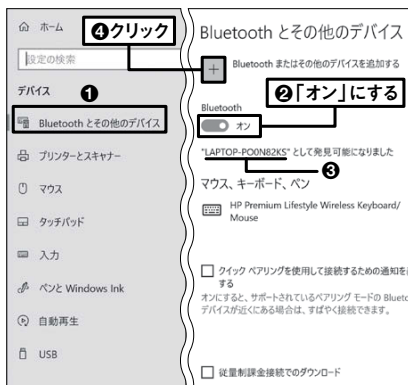 ホーム
❹クリック
設定の検索
デバイス
❶
Bluetooth とその他のデバイス
プリンターとスキャナー
マウス
タッチパッド
入力
ペンと Windows Ink
自動再生
USB
Bluetooth とその他のデバイス
+ Bluetooth またはその他のデバイスを追加する
❷「オン」にする
Bluetooth
オン
"LAPTOP-PO0N82KS" として発見可能になりました
❸
マウス、キーボード、ペン
HP Premium Lifestyle Wireless Keyboard/
Mouse
クイック ペアリングを使用して接続するための通知を
する
オンにすると、サポートされているペアリング モードの Bluetoo
デバイスが近くにある場合は、すばやく接続できます。
従量制課金接続でのダウンロード